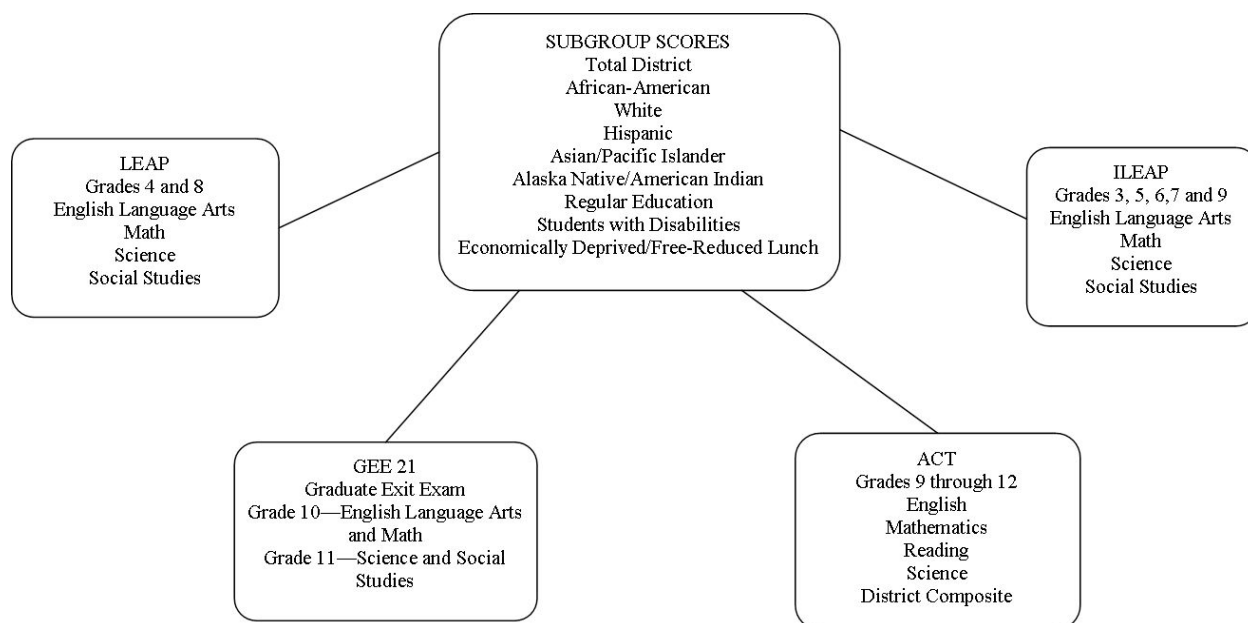 SUBGROUP SCORES
Total District
African-American
White
Hispanic
Asian/Pacific Islander
Alaska Native/American Indian
Regular Education
Students with Disabilities
Economically Deprived/Free-Reduced Lunch
LEAP
Grades 4 and 8
English Language Arts
Math
Science
Social Studies
ILEAP
Grades 3, 5, 6,7 and 9
English Language Arts
Math
Science
Social Studies
GEE 21
Graduate Exit Exam
Grade 10—English Language Arts
and Math
Grade 11—Science and Social
Studies
ACT
Grades 9 through 12
English
Mathematics
Reading
Science
District Composite